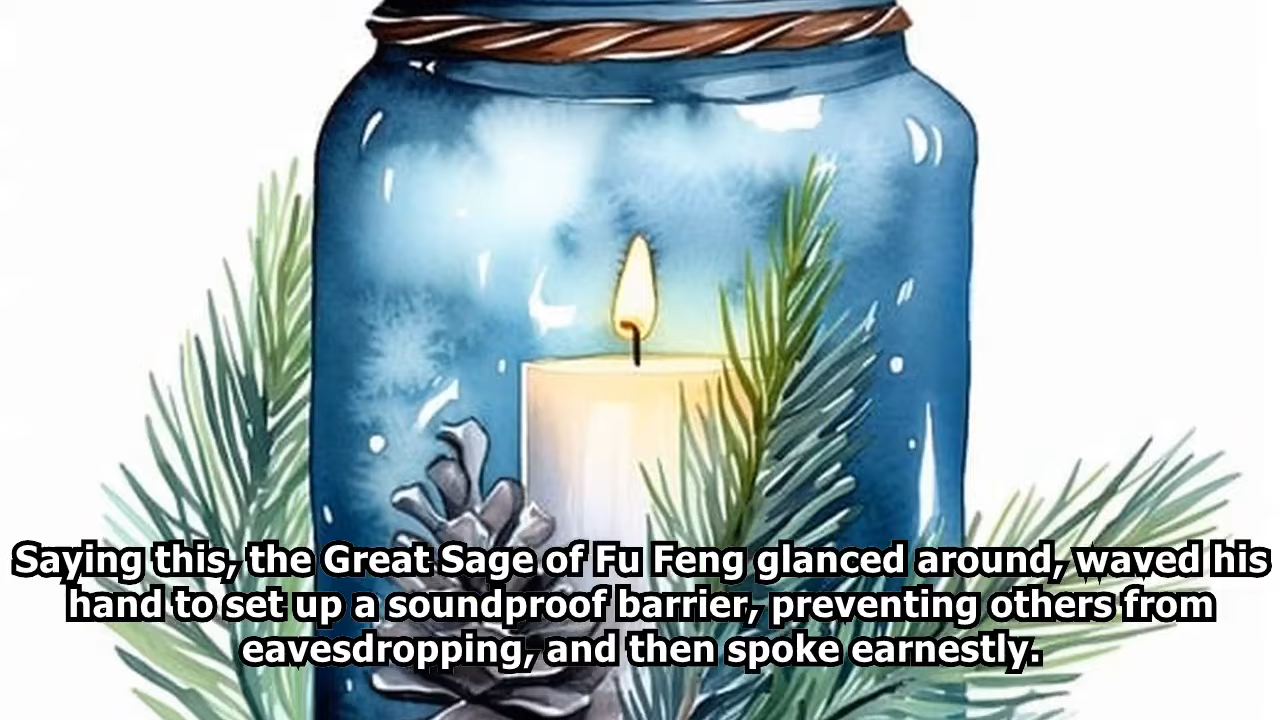 Saying this, the Great Sage of Fu Feng glanced around, waved his
hand to set up a soundproof barrier, preventing others from
eavesdropping, and then spoke earnestly.